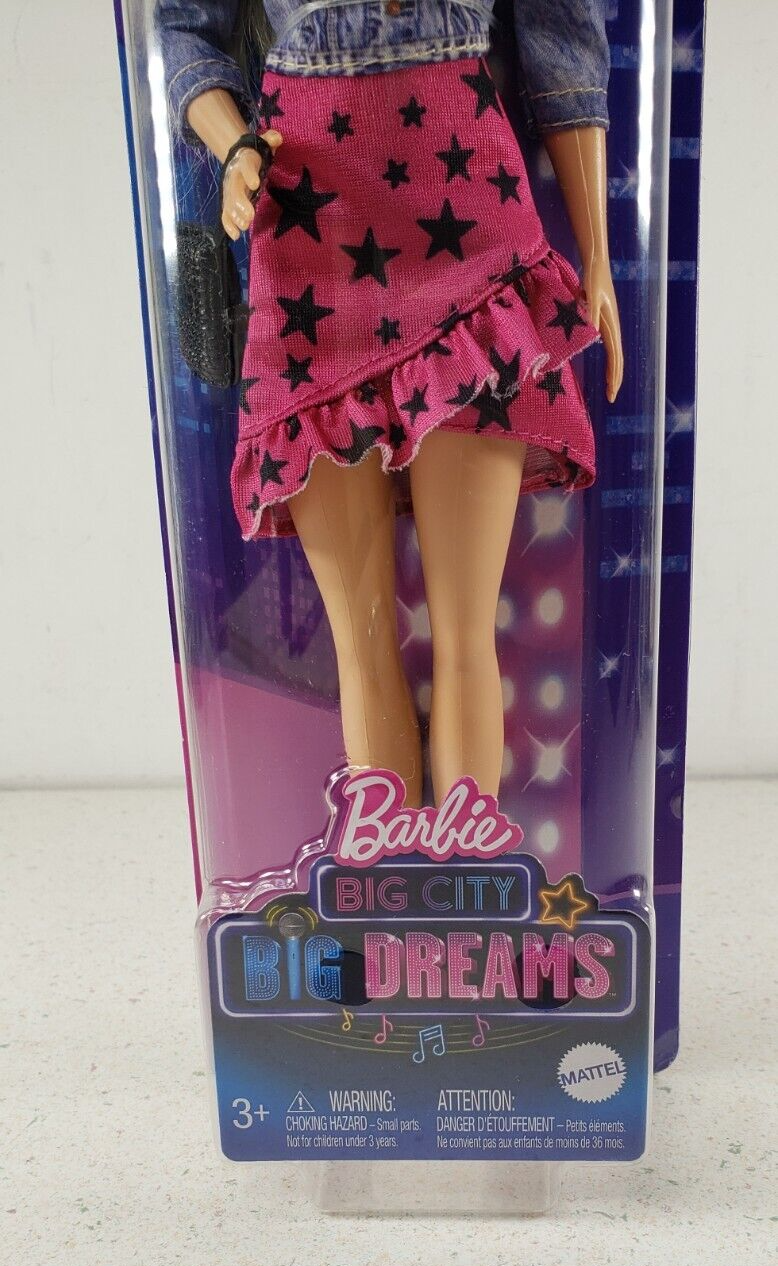 Barbie
BIG CITY
BIG DREAMS™
MATTEL
3+
⚠ WARNING:
CHOKING HAZARD – Small parts.
Not for children under 3 years.
ATTENTION:
DANGER D'ÉTOUFFEMENT – Petits éléments.
Ne convient pas aux enfants de moins de 36 mois.